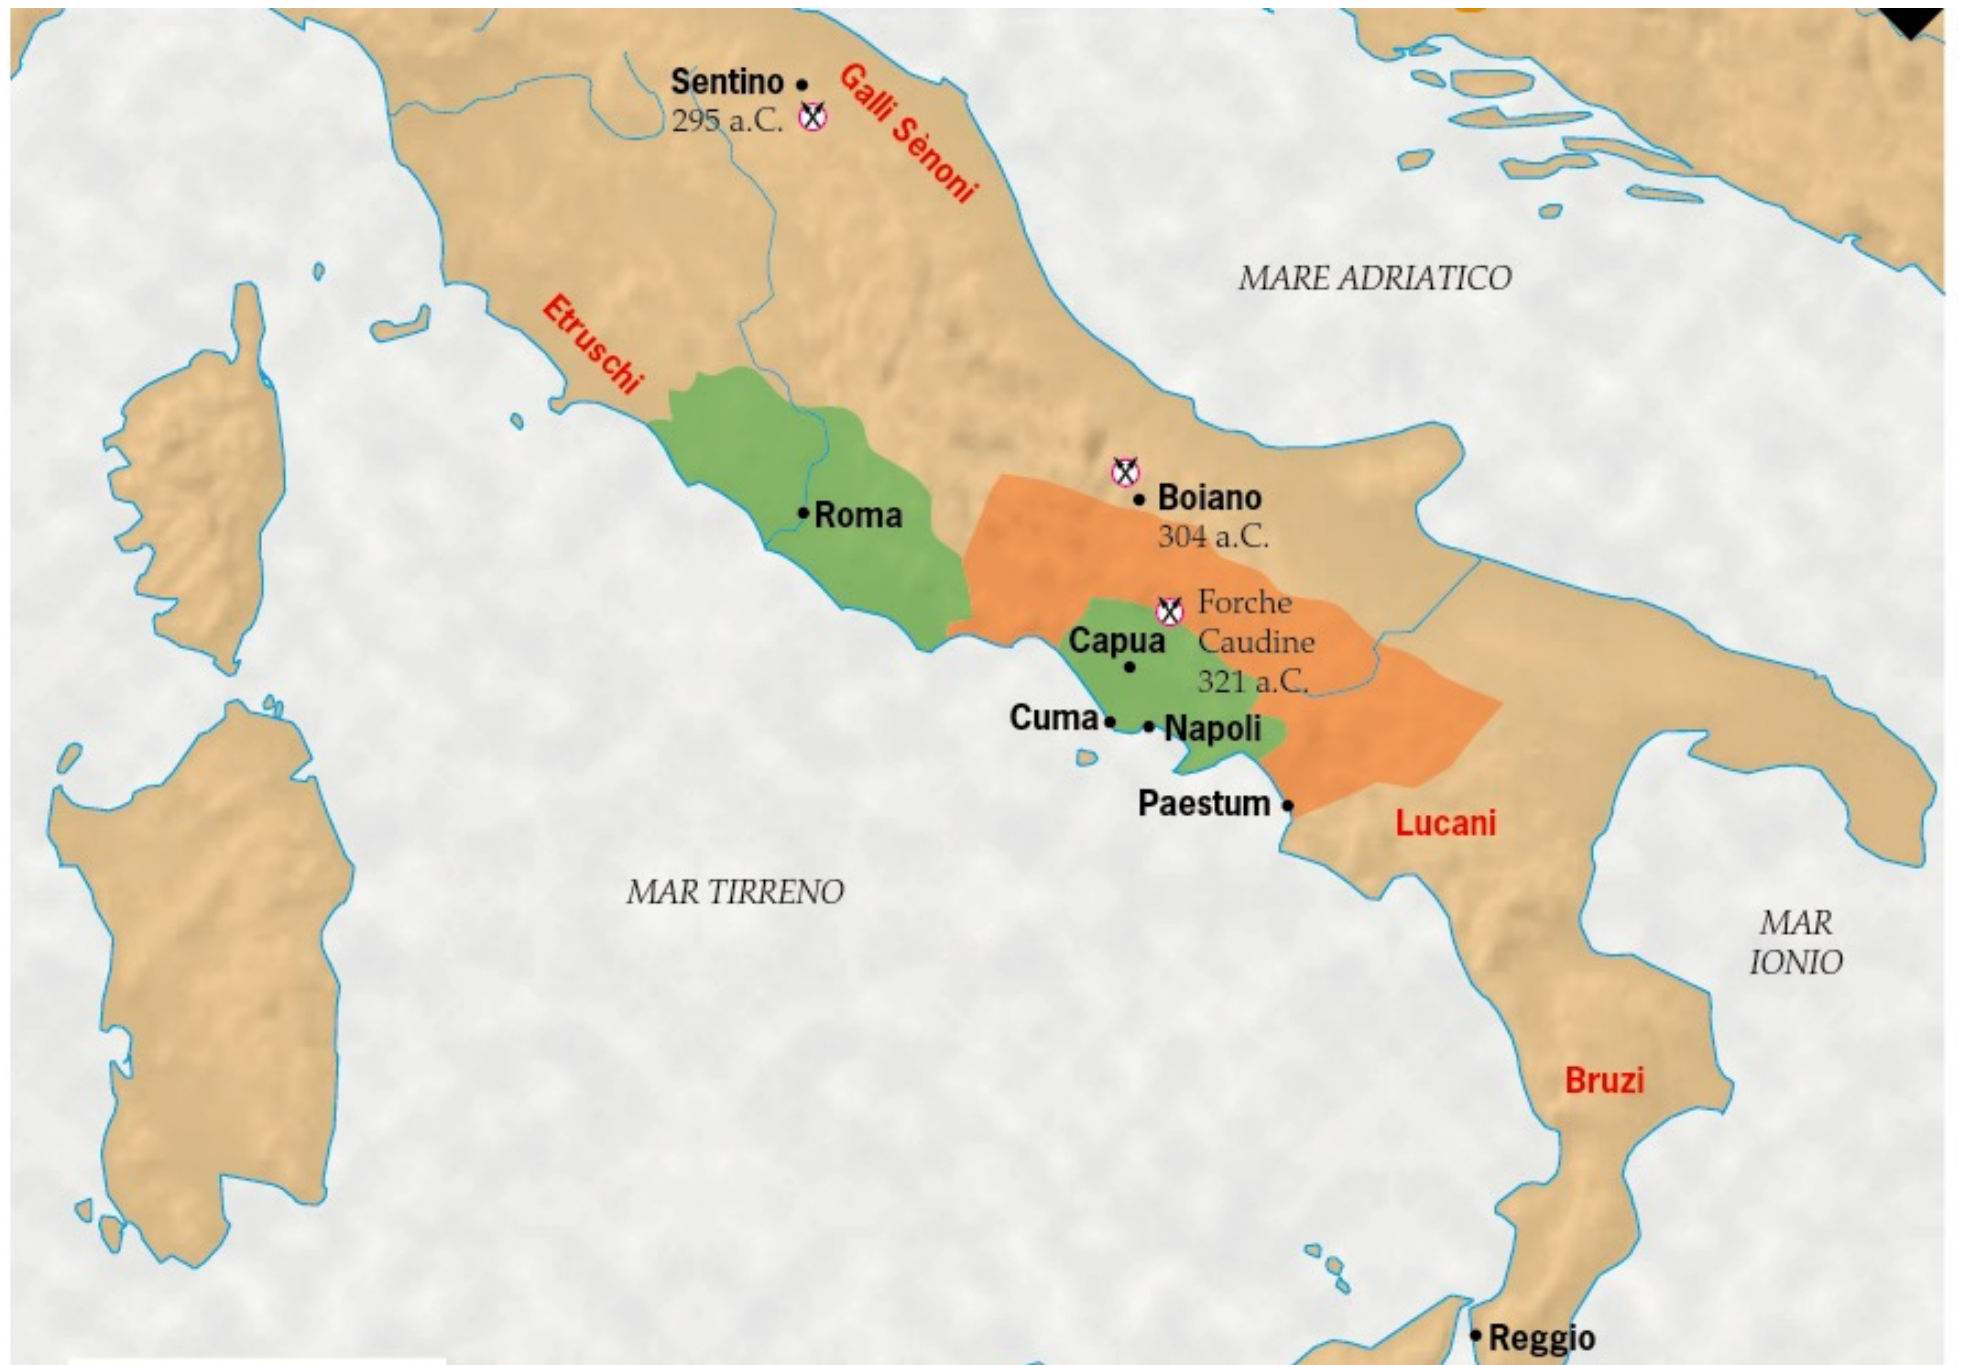 Sentino
295 a.C.
Galli Sènoni
MARE ADRIATICO
Etruschi
Boiano
304 a.C.
Roma
Forche
Caudine
321 a.C.
Capua
Cuma
Napoli
Paestum
Lucani
MAR TIRRENO
MAR
IONIO
Bruzi
Reggio